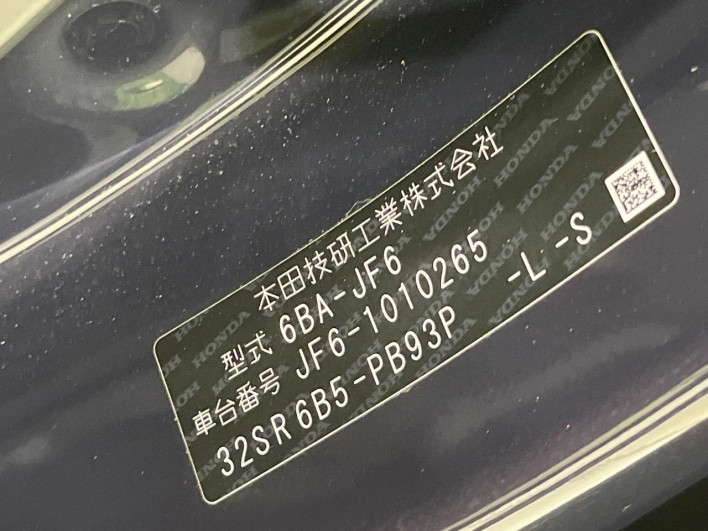 本田技研工業株式会社
型式 6BA-JF6
車台番号 JF6-1010265
32SR6B5-PB93P -L -S